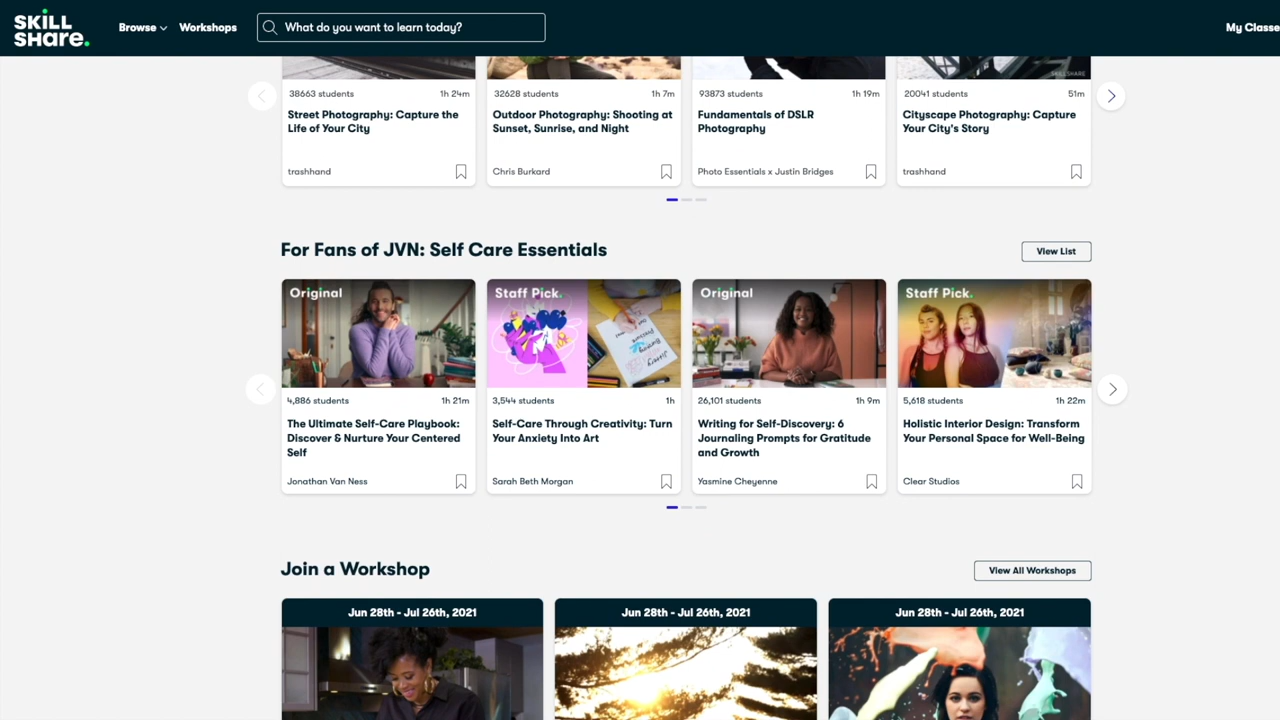 SKILL
SHare.
Browse
Workshops
What do you want to learn today?
My Classe
SKILLSHARE
38663 students
1h 24m
Street Photography: Capture the
Life of Your City
trashhand
32628 students
1h 7m
Outdoor Photography: Shooting at
Sunset, Sunrise, and Night
Chris Burkard
93873 students
1h 19m
Fundamentals of DSLR
Photography
Photo Essentials x Justin Bridges
20041 students
51m
Cityscape Photography: Capture
Your City's Story
trashhand
For Fans of JVN: Self Care Essentials
View List
Original
4,886 students
1h 21m
The Ultimate Self-Care Playbook:
Discover & Nurture Your Centered
Self
Jonathan Van Ness
Staff Pick.
3,544 students
1h
Self-Care Through Creativity: Turn
Your Anxiety Into Art
Sarah Beth Morgan
Original
26,101 students
1h 9m
Writing for Self-Discovery: 6
Journaling Prompts for Gratitude
and Growth
Yasmine Cheyenne
Staff Pick.
5,618 students
1h 22m
Holistic Interior Design: Transform
Your Personal Space for Well-Being
Clear Studios
Join a Workshop
View All Workshops
Jun 28th - Jul 26th, 2021
Jun 28th - Jul 26th, 2021
Jun 28th - Jul 26th, 2021